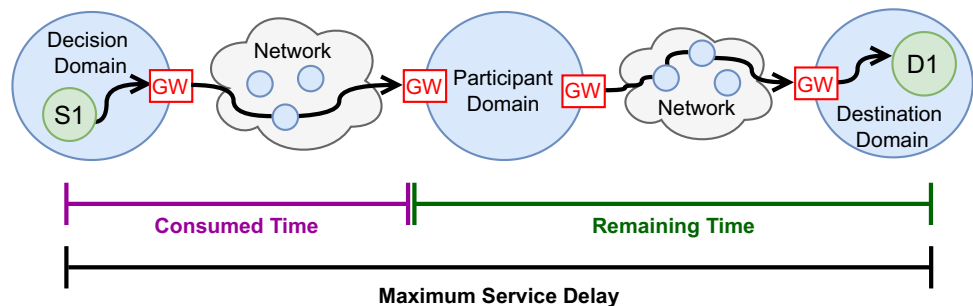 Decision
Domain
S1
GW
Network
GW
Participant
Domain
GW
Network
GW
D1
Destination
Domain
Consumed Time
Remaining Time
Maximum Service Delay